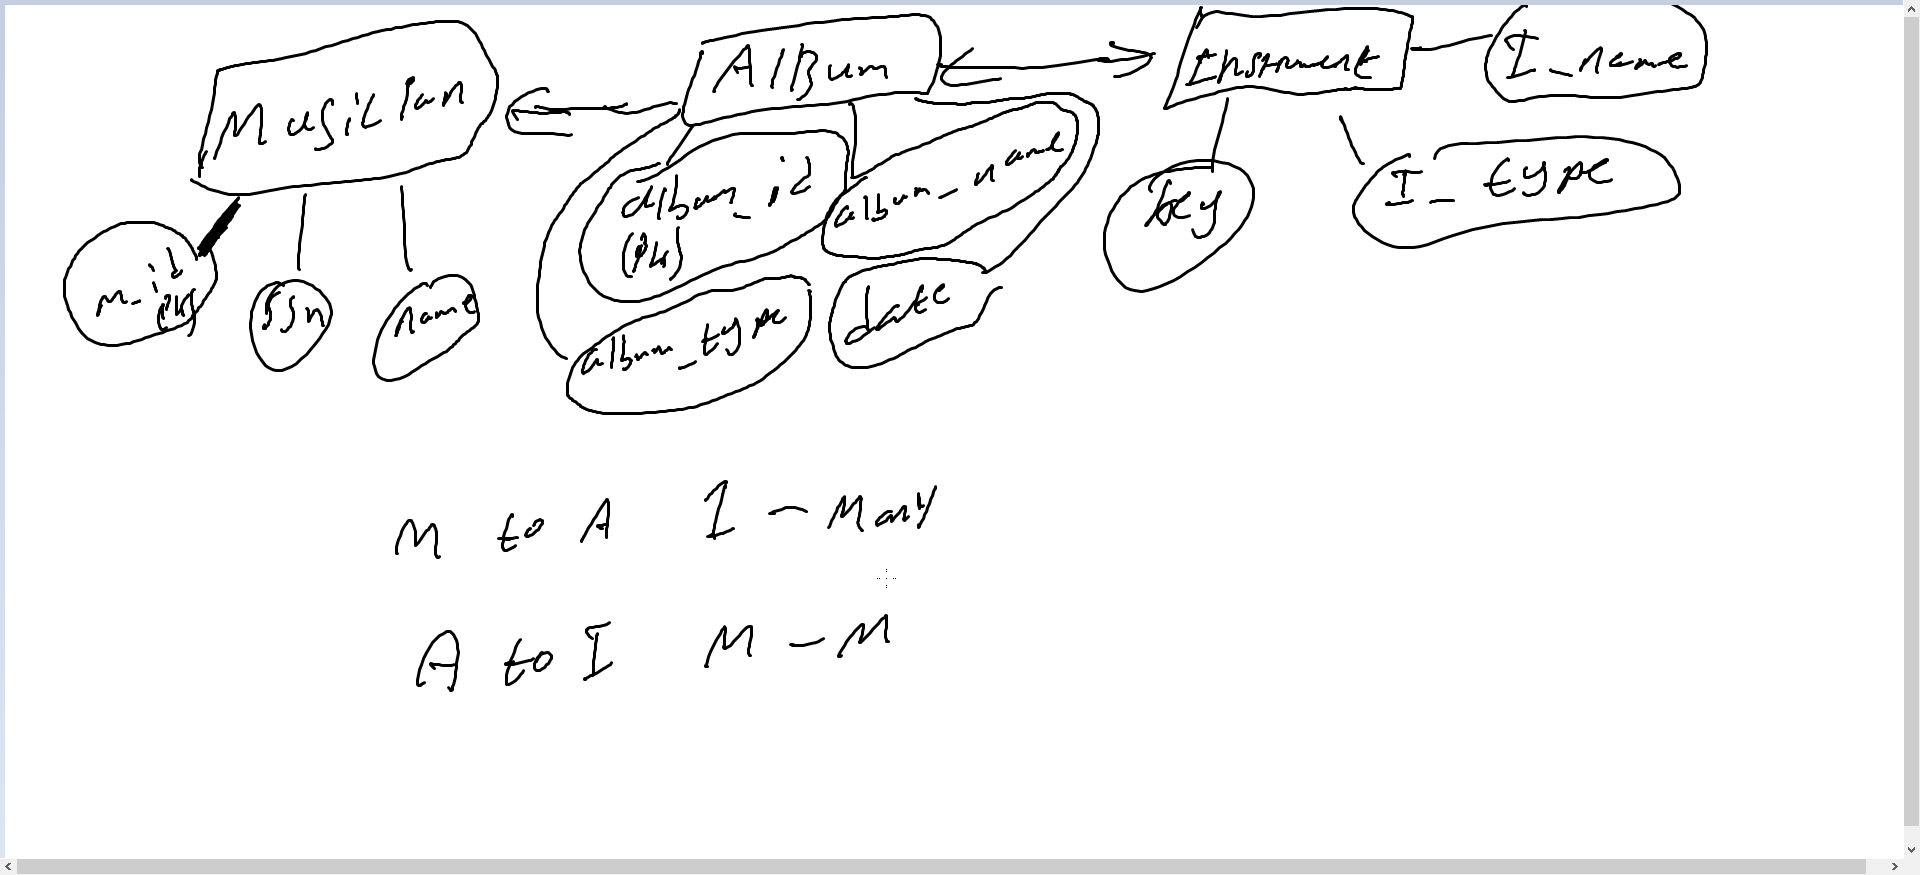 Musician
Album
Instrument
I_name
m_id
(PK)
SSn
name
album_id
(PK)
album_name
album_type
date
key
I_type
M to A 1 - Many
A to I M - M